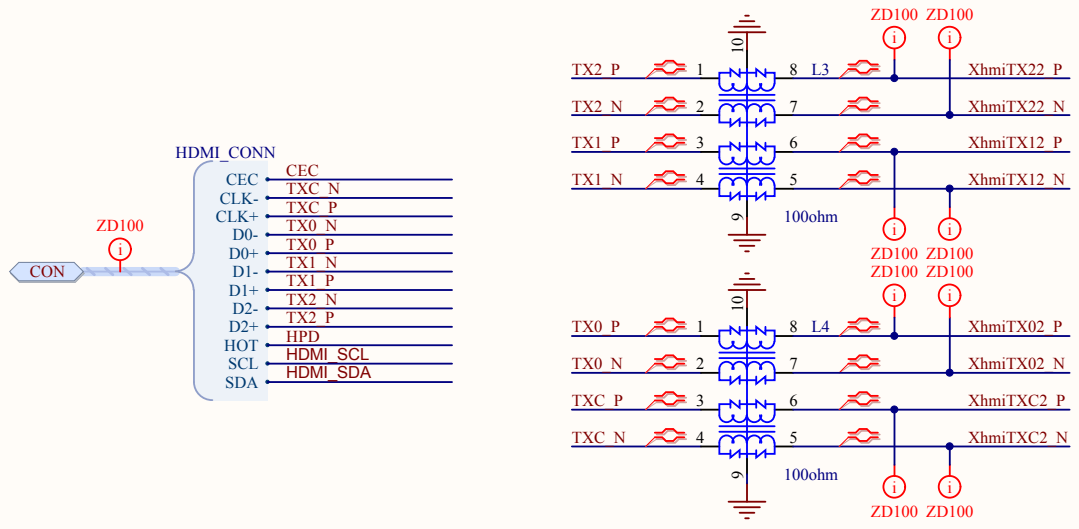 HDMI_CONN
CEC CEC
CLK- TXC_N
CLK+ TXC_P
D0- TX0_N
D0+ TX0_P
D1- TX1_N
D1+ TX1_P
D2- TX2_N
D2+ TX2_P
HOT HPD
SCL HDMI_SCL
SDA HDMI_SDA
ZD100
i
CON
ZD100 ZD100
i i
10
TX2_P 1 8 L3 XhmiTX22_P
TX2_N 2 7 XhmiTX22_N
TX1_P 3 6 XhmiTX12_P
TX1_N 4 5 XhmiTX12_N
9 100ohm
i i
ZD100 ZD100
ZD100 ZD100
i i
10
TX0_P 1 8 L4 XhmiTX02_P
TX0_N 2 7 XhmiTX02_N
TXC_P 3 6 XhmiTXC2_P
TXC_N 4 5 XhmiTXC2_N
9 100ohm
i i
ZD100 ZD100